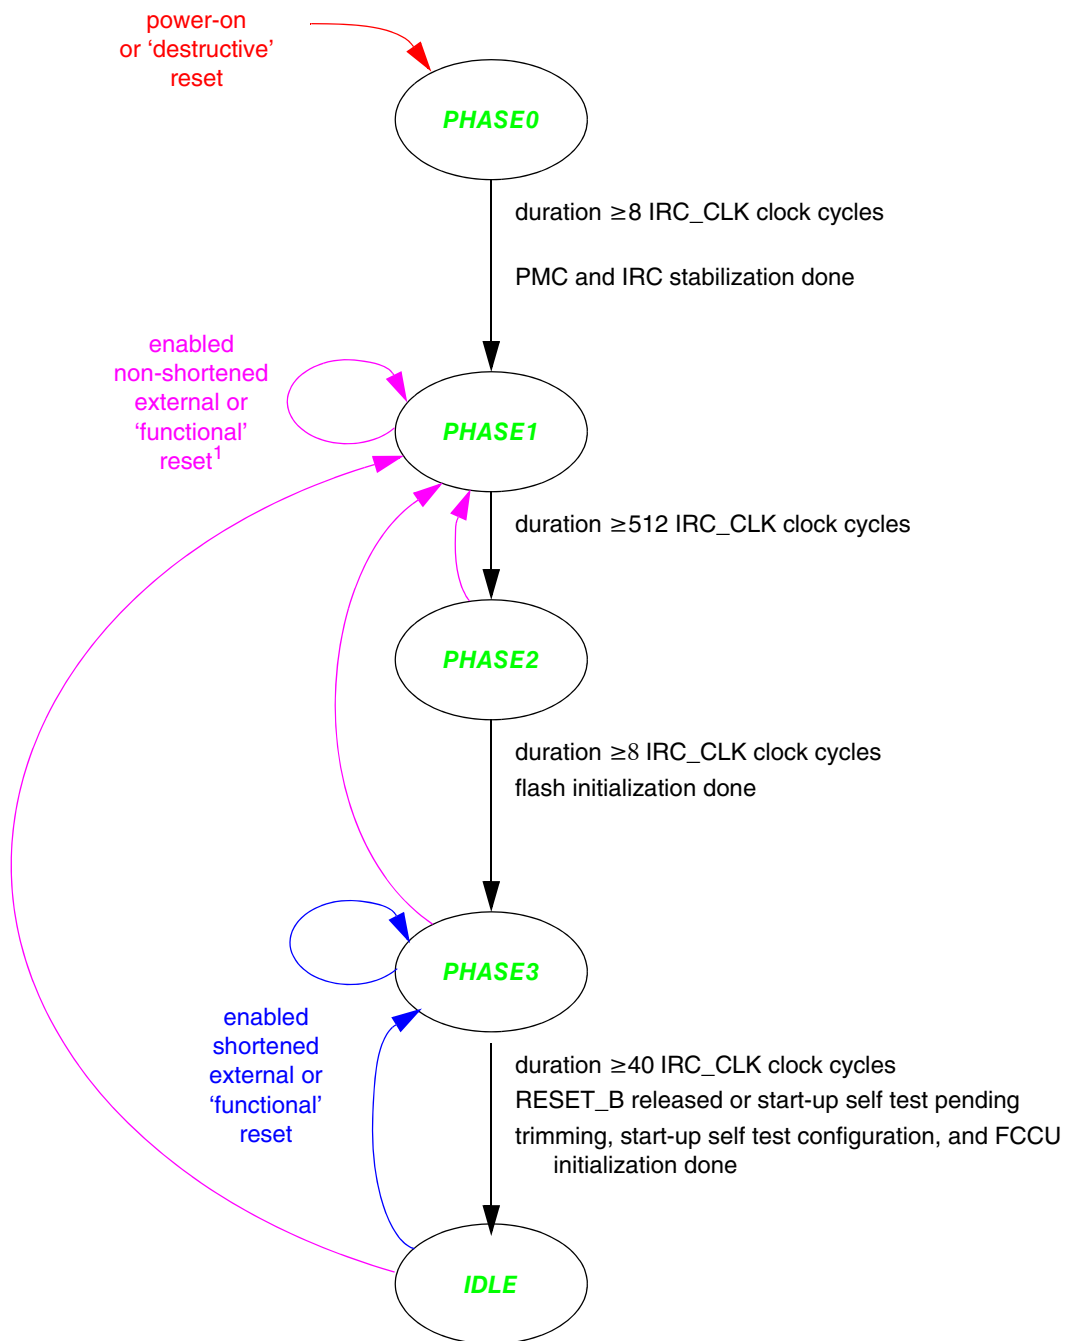 power-on
or ‘destructive’
reset
PHASE0
duration ≥8 IRC_CLK clock cycles
PMC and IRC stabilization done
enabled
non-shortened
external or
‘functional’
reset1
PHASE1
duration ≥512 IRC_CLK clock cycles
PHASE2
duration ≥8 IRC_CLK clock cycles
flash initialization done
PHASE3
enabled
shortened
external or
‘functional’
reset
duration ≥40 IRC_CLK clock cycles
RESET_B released or start-up self test pending
trimming, start-up self test configuration, and FCCU
initialization done
IDLE